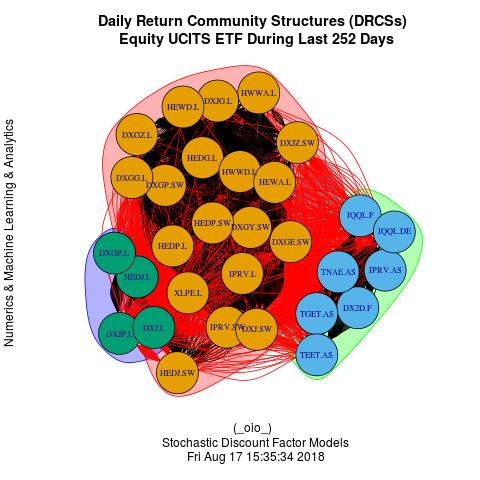 Daily Return Community Structures (DRCSs)
Equity UCITS ETF During Last 252 Days
Numerics & Machine Learning & Analytics
HWWA.L
DXJG.L
HEWD.L
DXGZ.L
DXJZ.SW
HEDG.L
HWWD.L
HEWA.L
DXGG.L
DXGP.SW
IQQL.F
HEDP.SW
DXGY.SW
IQQL.DE
DXGE.SW
HEDP.L
DXGP.L
HEDJ.L
IPRV.L
TNAE.AS
IPRV.AS
XLPE.L
DX2D.F
TGET.AS
DXJP.L
DXJ.L
IPRV.SW
DXJ.SW
TEET.AS
HEDJ.SW
(_oio_)
Stochastic Discount Factor Models
Fri Aug 17 15:35:34 2018